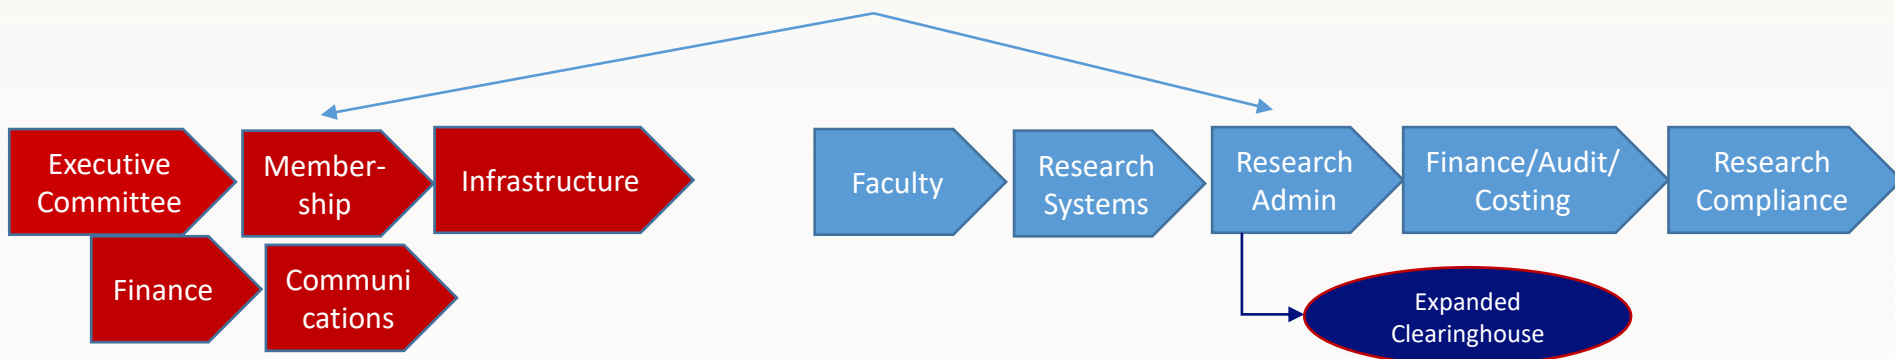 Executive
Committee
Member-
ship
Infrastructure
Finance
Communi
cations
Faculty
Research
Systems
Research
Admin
Finance/Audit/
Costing
Research
Compliance
Expanded
Clearinghouse